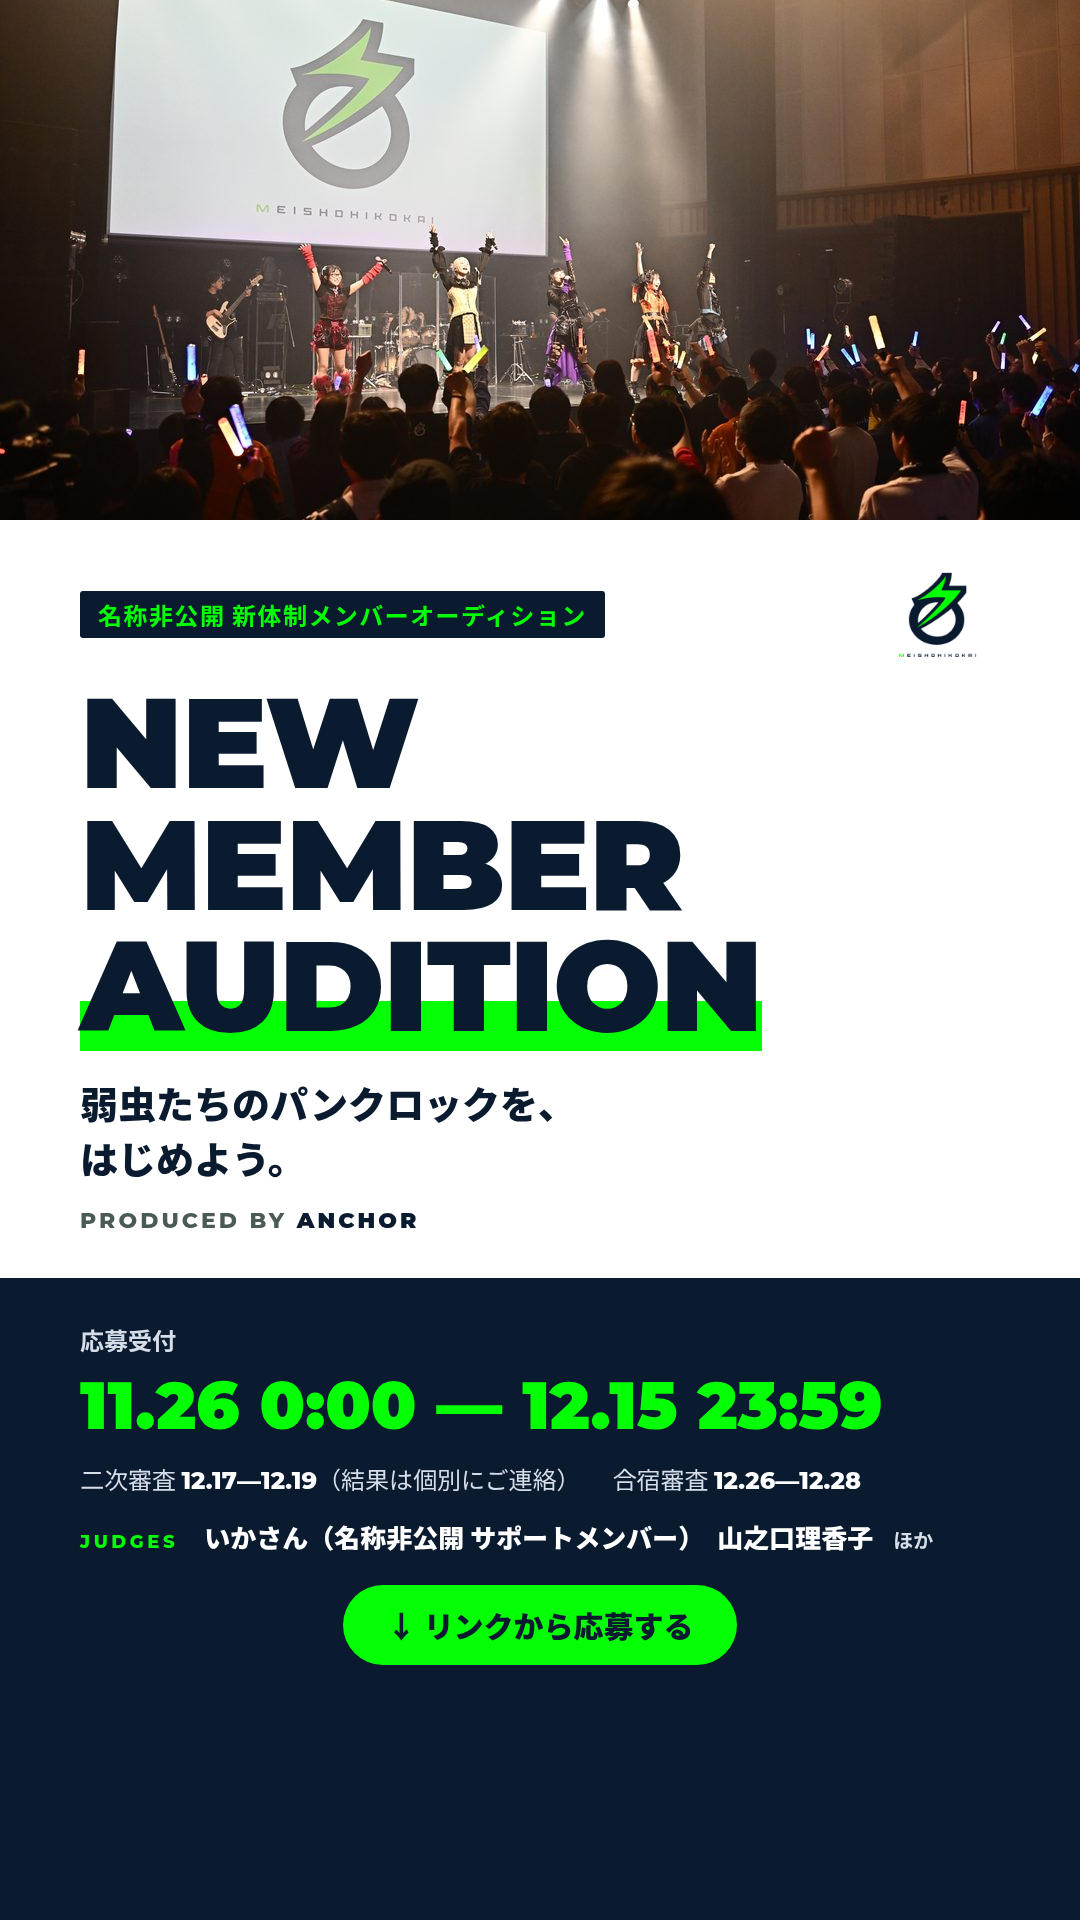 MEISHOHIKOKAI
名称非公開 新体制メンバーオーディション
MEISHOHIKOKAI
NEW
MEMBER
AUDITION
弱虫たちのパンクロックを、
はじめよう。
PRODUCED BY ANCHOR
応募受付
11.26 0:00 — 12.15 23:59
二次審査 12.17—12.19（結果は個別にご連絡） 合宿審査 12.26—12.28
JUDGES いかさん（名称非公開 サポートメンバー） 山之口理香子 ほか
↓ リンクから応募する